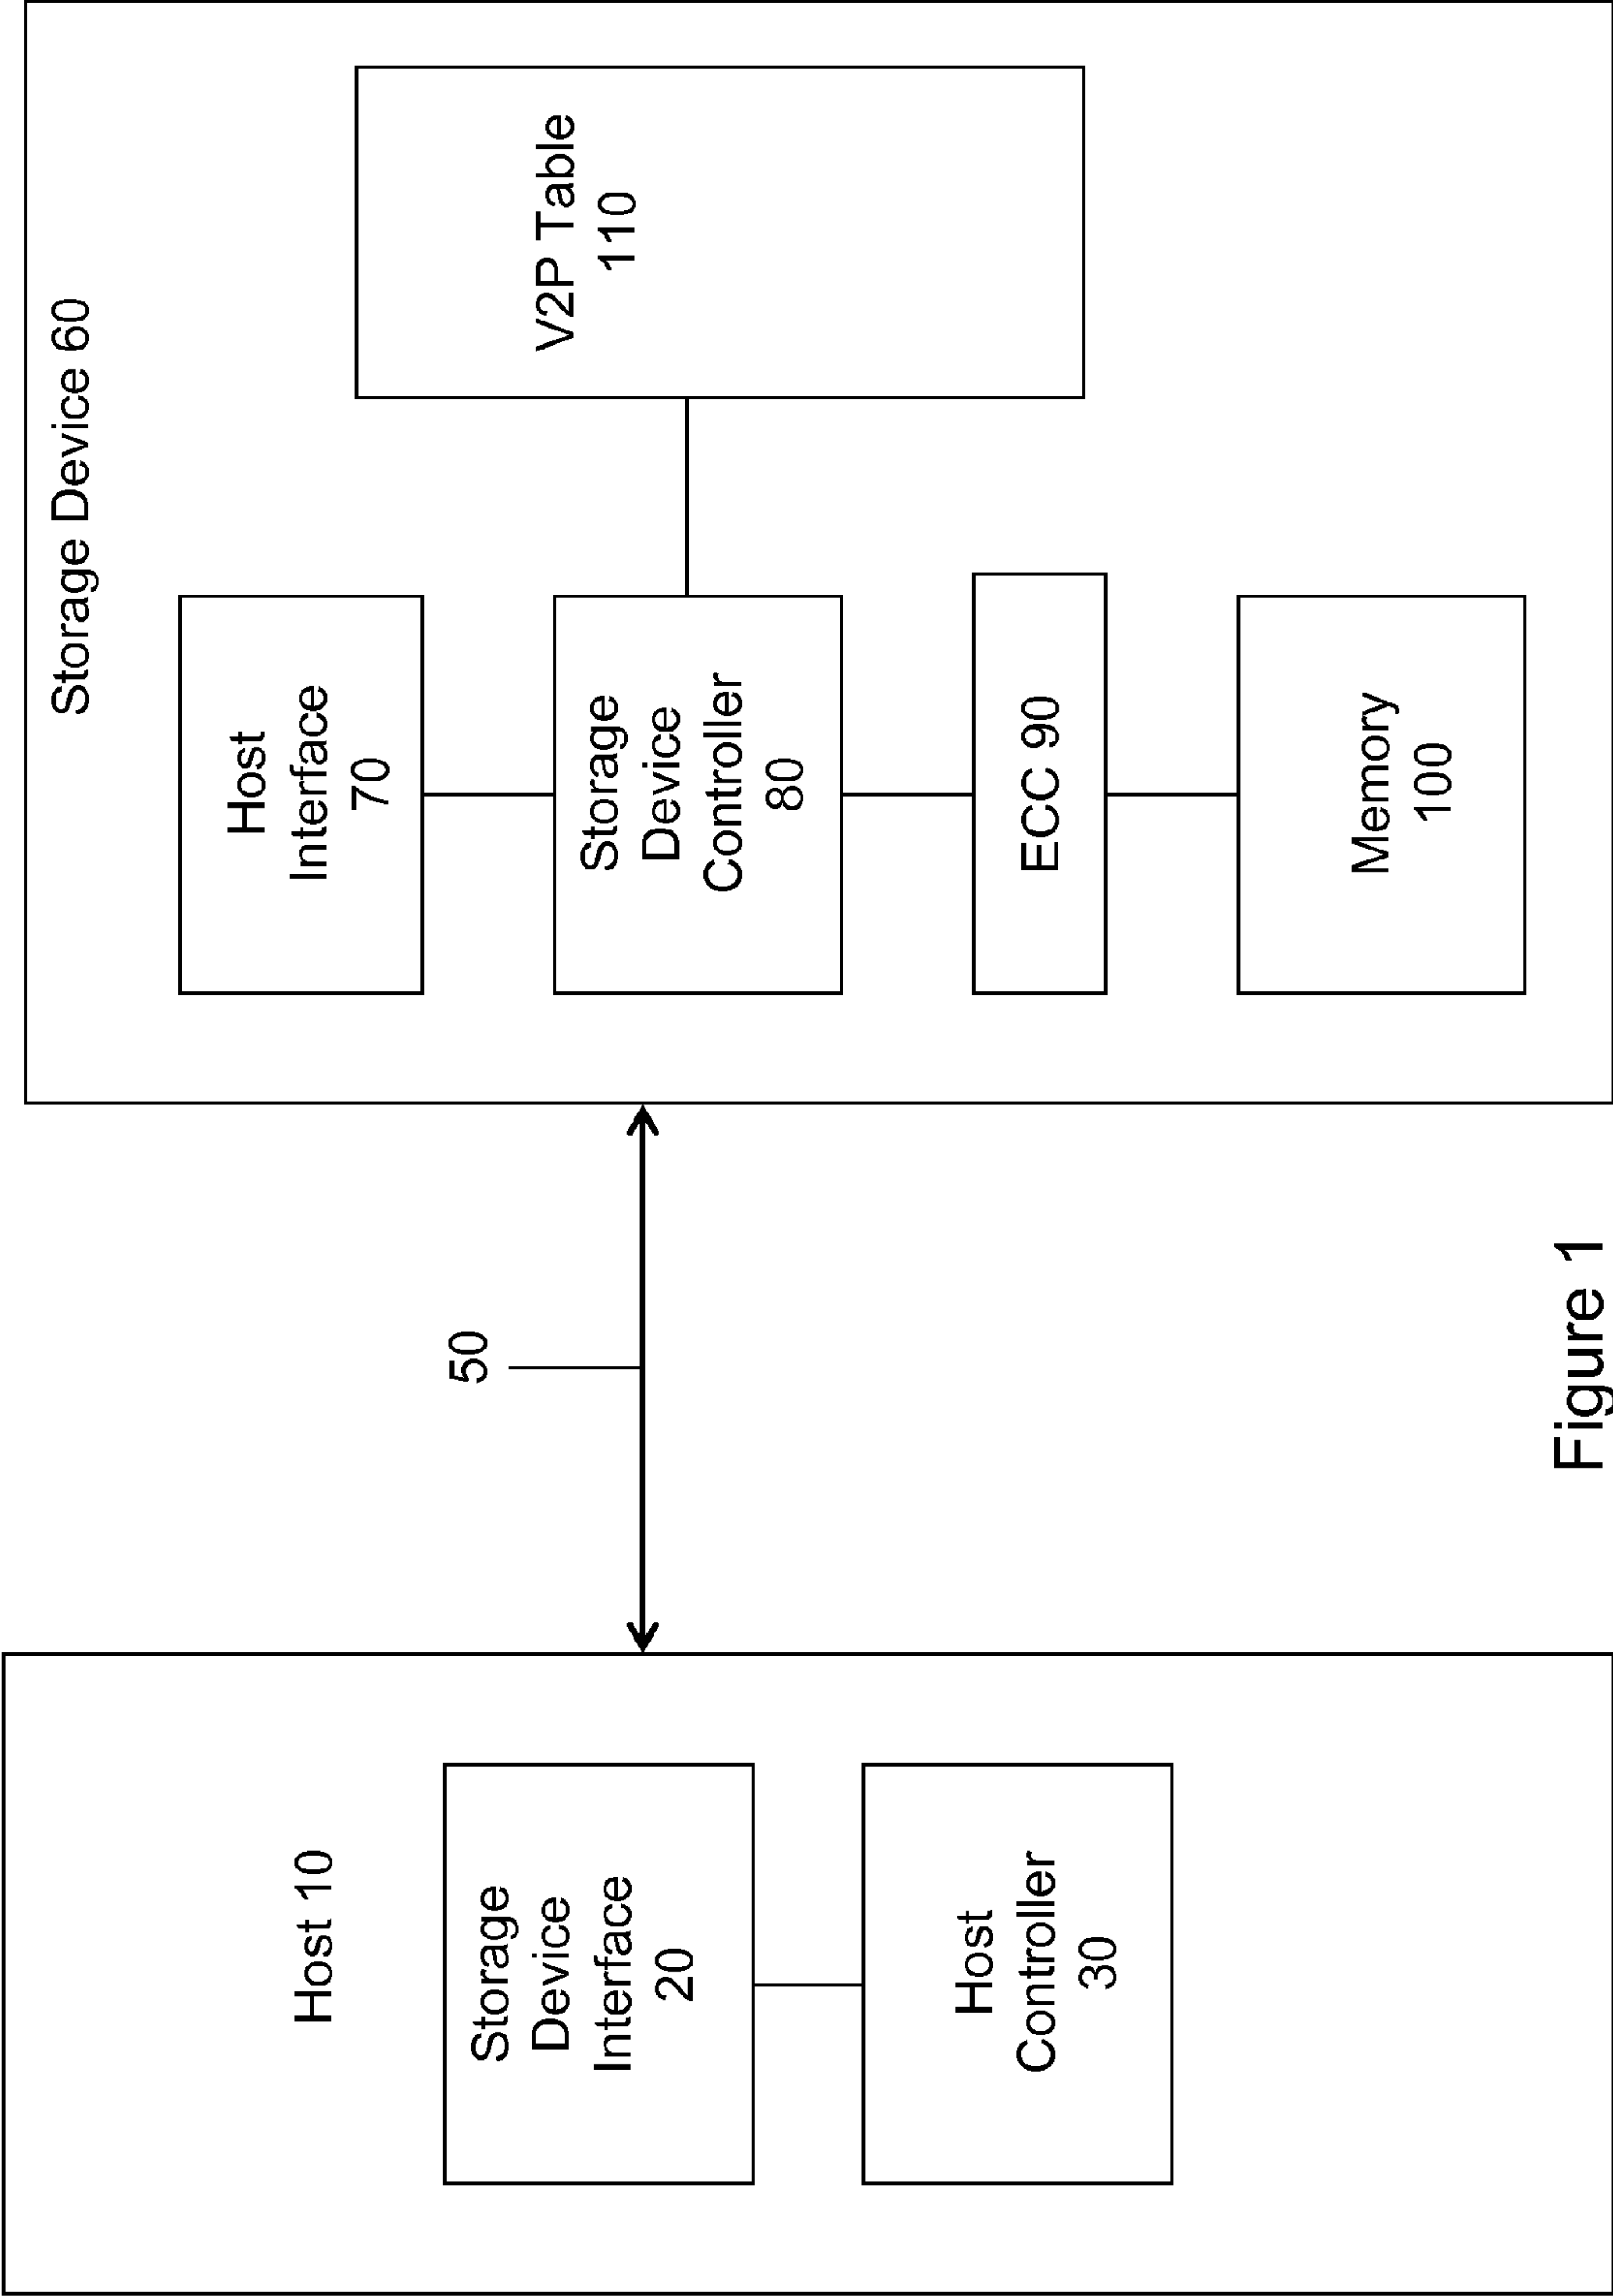 Host 10
Storage
Device
Interface
20
Host
Controller
30
50
Storage Device 60
Host
Interface
70
Storage
Device
Controller
80
ECC 90
Memory
100
V2P Table
110
Figure 1